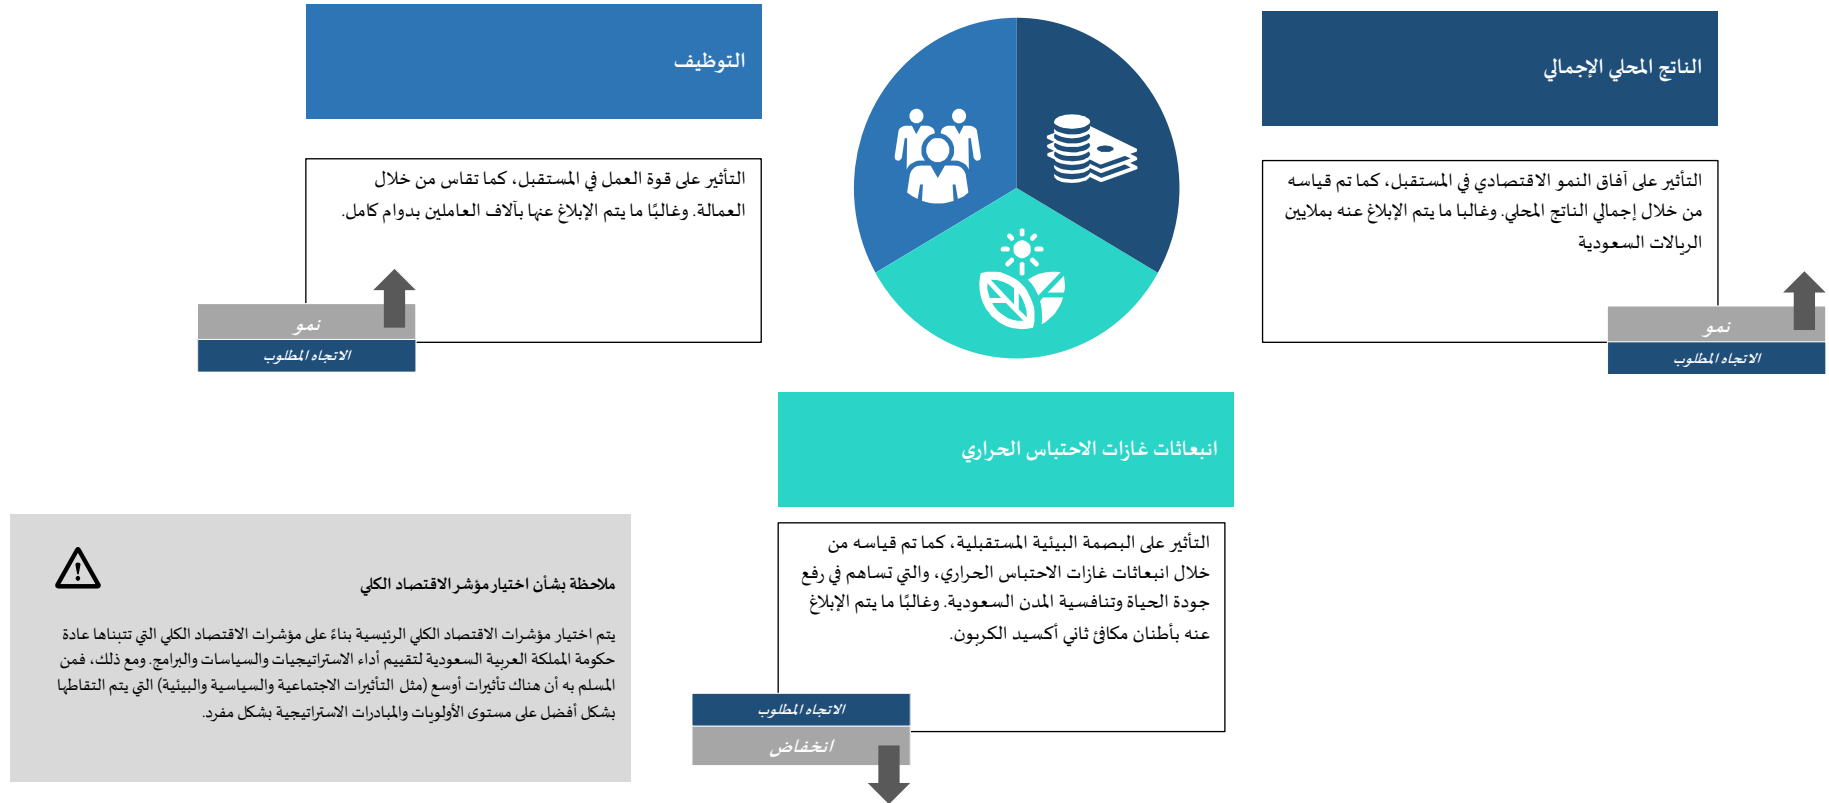 الناتج المحلي الإجمالي
التأثير على آفاق النمو الاقتصادي في المستقبل، كما تم قياسه
من خلال إجمالي الناتج المحلي. وغالبا ما يتم الإبلاغ عنه بملايين
الريالات السعودية
نمو
الاتجاه المطلوب
التوظيف
التأثير على قوة العمل في المستقبل، كما تقاس من خلال
العمالة. وغالبًا ما يتم الإبلاغ عنها بآلاف العاملين بدوام كامل.
نمو
الاتجاه المطلوب
انبعاثات غازات الاحتباس الحراري
التأثير على البصمة البيئية المستقبلية، كما تم قياسه من
خلال انبعاثات غازات الاحتباس الحراري، والتي تساهم في رفع
جودة الحياة وتنافسية المدن السعودية. وغالبًا ما يتم الإبلاغ
عنه بأطنان مكافئ ثاني أكسيد الكربون.
الاتجاه المطلوب
انخفاض
ملاحظة بشأن اختيار مؤشر الاقتصاد الكلي
يتم اختيار مؤشرات الاقتصاد الكلي الرئيسية بناءً على مؤشرات الاقتصاد الكلي التي تتبناها عادة
حكومة المملكة العربية السعودية لتقييم أداء الاستراتيجيات والسياسات والبرامج. ومع ذلك، فمن
المسلم به أن هناك تأثيرات أوسع (مثل التأثيرات الاجتماعية والسياسية والبيئية) التي يتم التقاطها
بشكل أفضل على مستوى الأولويات والمبادرات الاستراتيجية بشكل مفرد.